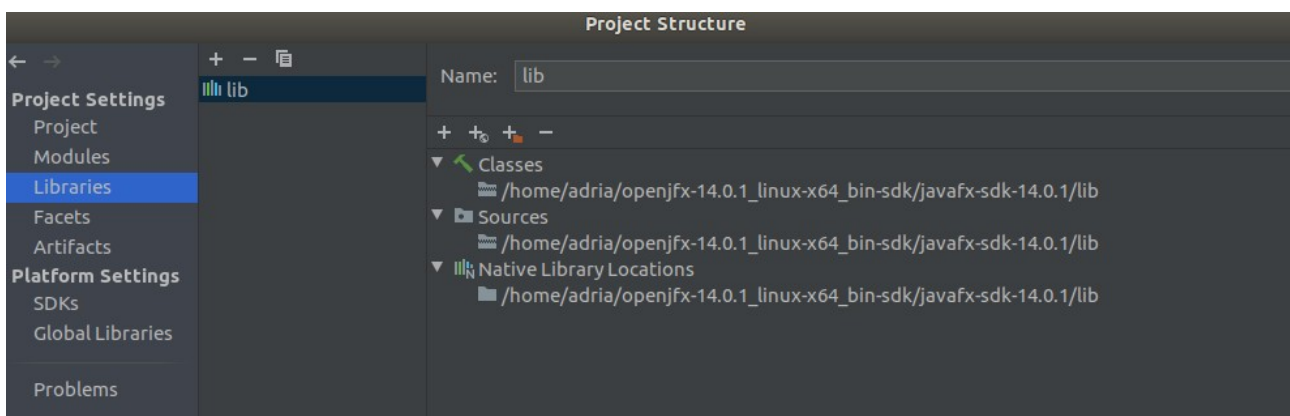 Project Structure
Project Settings
Project
Modules
Libraries
Facets
Artifacts
Platform Settings
SDKs
Global Libraries
Problems
lib
Name: lib
Classes
/home/adria/openjfx-14.0.1_linux-x64_bin-sdk/javafx-sdk-14.0.1/lib
Sources
/home/adria/openjfx-14.0.1_linux-x64_bin-sdk/javafx-sdk-14.0.1/lib
Native Library Locations
/home/adria/openjfx-14.0.1_linux-x64_bin-sdk/javafx-sdk-14.0.1/lib